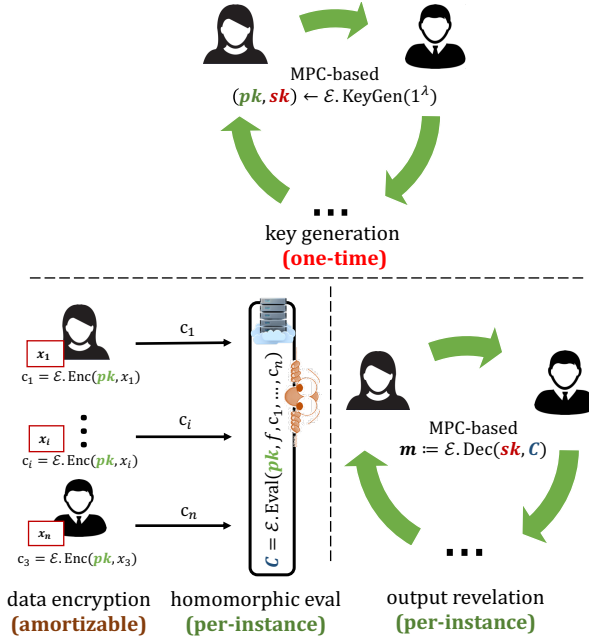 MPC-based
(pk, sk) ← ℰ. KeyGen(1^λ)
...
key generation
(one-time)
x₁
c₁
c₁ = ℰ. Enc(pk, x₁)
xᵢ
cᵢ
cᵢ = ℰ. Enc(pk, xᵢ)
xₙ
cₙ
c₃ = ℰ. Enc(pk, x₃)
C = ℰ. Eval(pk, f, c₁, ..., cₙ)
MPC-based
m ≔ ℰ. Dec(sk, C)
...
data encryption
(amortizable)
homomorphic eval
(per-instance)
output revelation
(per-instance)